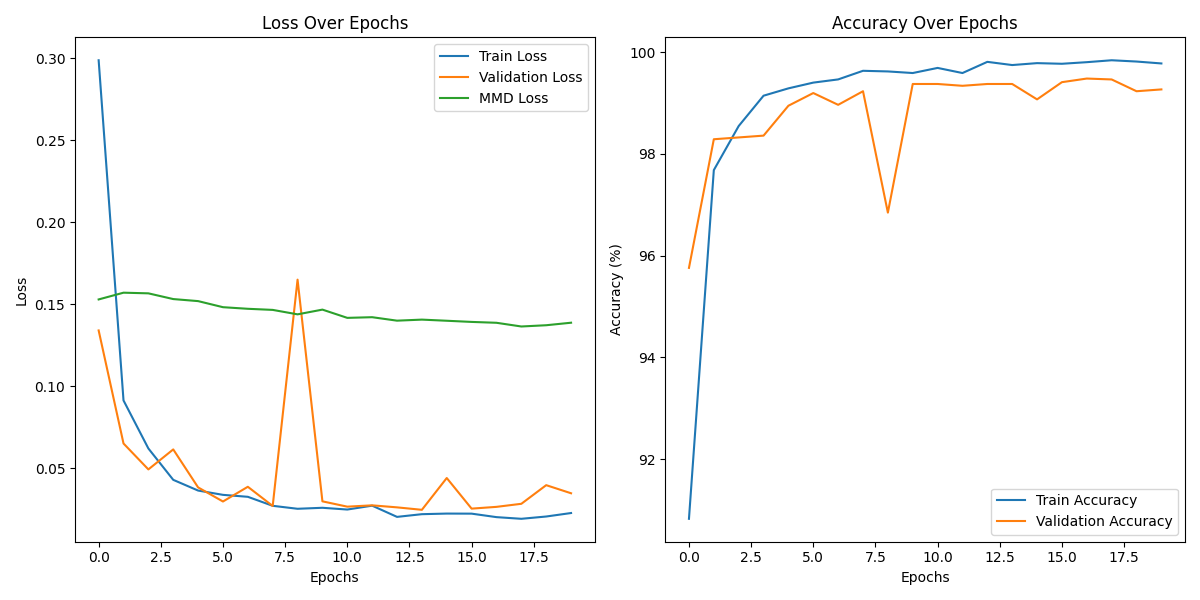 Loss Over Epochs
Train Loss
Validation Loss
MMD Loss
0.30
0.25
0.20
0.15
0.10
0.05
Loss
0.0 2.5 5.0 7.5 10.0 12.5 15.0 17.5
Epochs
Accuracy Over Epochs
100
98
96
94
92
Accuracy (%)
Train Accuracy
Validation Accuracy
0.0 2.5 5.0 7.5 10.0 12.5 15.0 17.5
Epochs